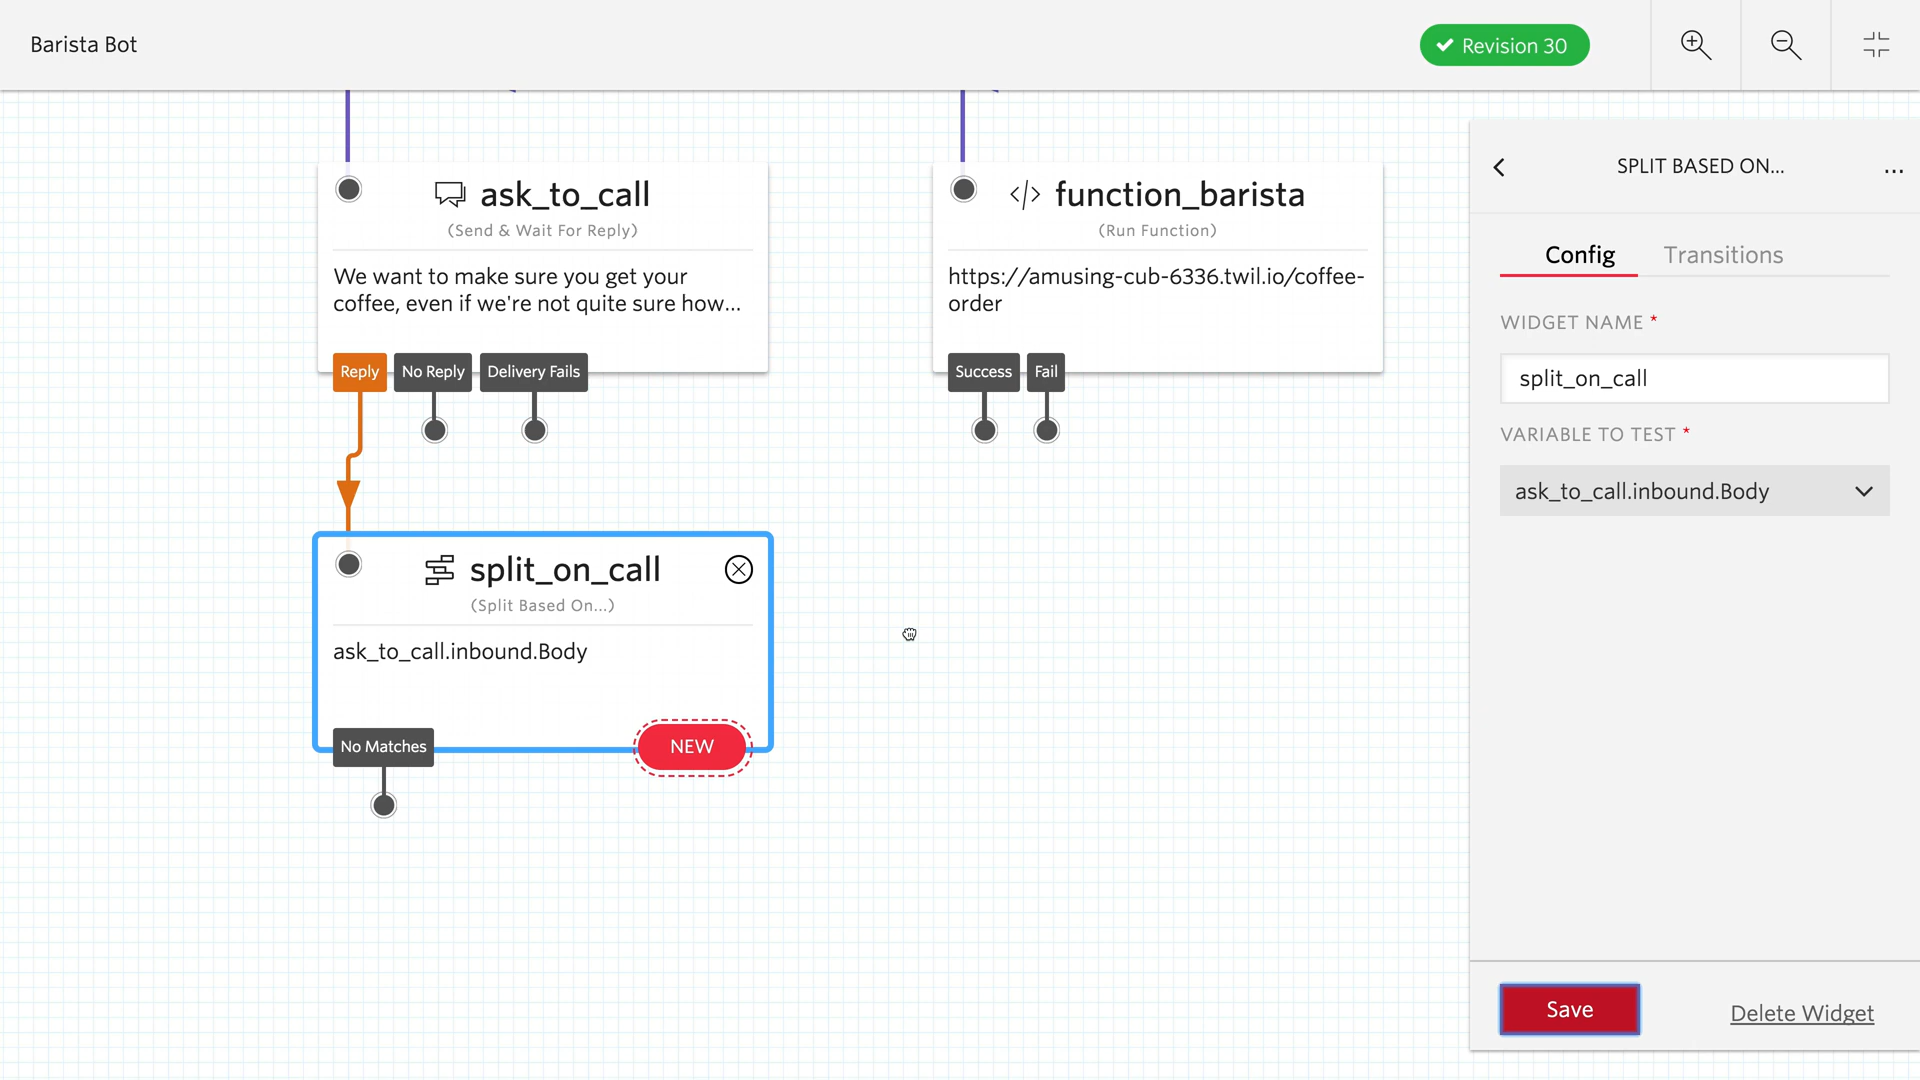 Barista Bot
Revision 30
ask_to_call
(Send & Wait For Reply)
We want to make sure you get your
coffee, even if we're not quite sure how...
Reply
No Reply
Delivery Fails
function_barista
(Run Function)
https://amusing-cub-6336.twil.io/coffee-
order
Success
Fail
split_on_call
(Split Based On...)
ask_to_call.inbound.Body
No Matches
NEW
SPLIT BASED ON...
...
Config
Transitions
WIDGET NAME *
split_on_call
VARIABLE TO TEST *
ask_to_call.inbound.Body
Save
Delete Widget